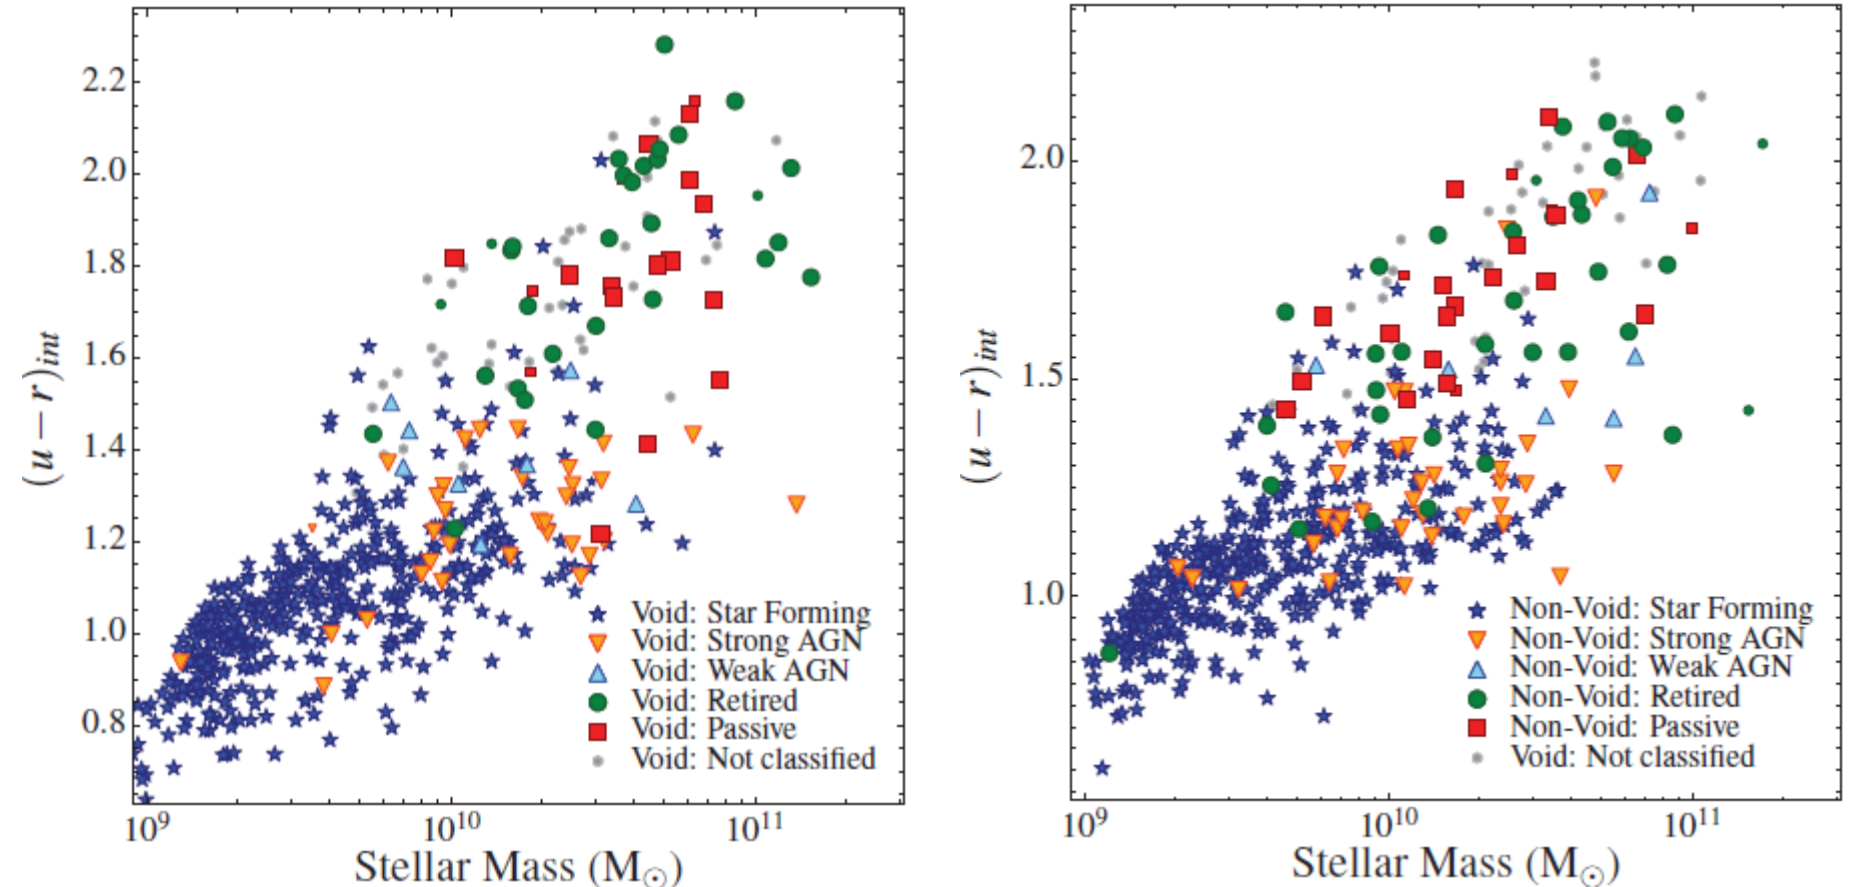 2.2
2.0
1.8
1.6
1.4
1.2
1.0
0.8
(u − r)int
10⁹
10¹⁰
10¹¹
Stellar Mass (M☉)
Void: Star Forming
Void: Strong AGN
Void: Weak AGN
Void: Retired
Void: Passive
Void: Not classified
2.0
1.5
1.0
(u − r)int
10⁹
10¹⁰
10¹¹
Stellar Mass (M☉)
Non-Void: Star Forming
Non-Void: Strong AGN
Non-Void: Weak AGN
Non-Void: Retired
Non-Void: Passive
Void: Not classified